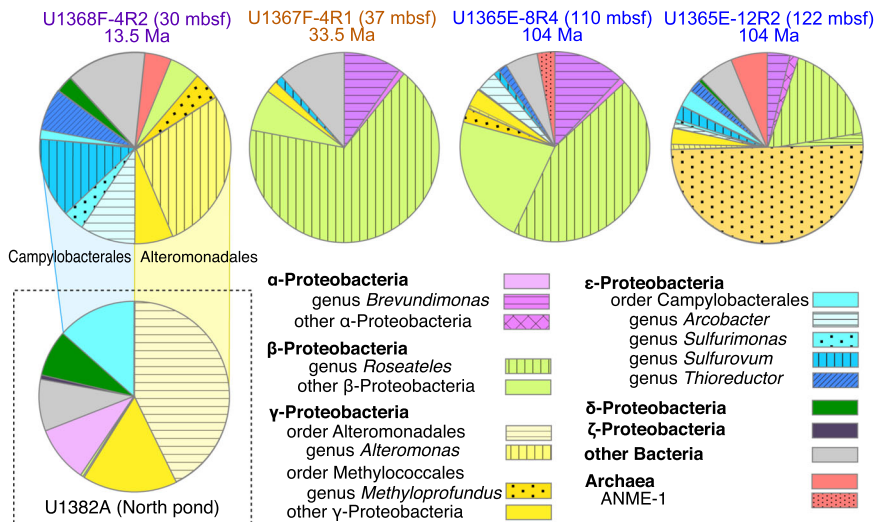 U1368F-4R2 (30 mbsf)
13.5 Ma
U1367F-4R1 (37 mbsf)
33.5 Ma
U1365E-8R4 (110 mbsf)
104 Ma
U1365E-12R2 (122 mbsf)
104 Ma
Campylobacterales
Alteromonadales
U1382A (North pond)
α-Proteobacteria
genus Brevundimonas
other α-Proteobacteria
β-Proteobacteria
genus Roseateles
other β-Proteobacteria
γ-Proteobacteria
order Alteromonadales
genus Alteromonas
order Methylococcales
genus Methyloprofundus
other γ-Proteobacteria
ε-Proteobacteria
order Campylobacterales
genus Arcobacter
genus Sulfurimonas
genus Sulfurovum
genus Thioreductor
δ-Proteobacteria
ζ-Proteobacteria
other Bacteria
Archaea
ANME-1